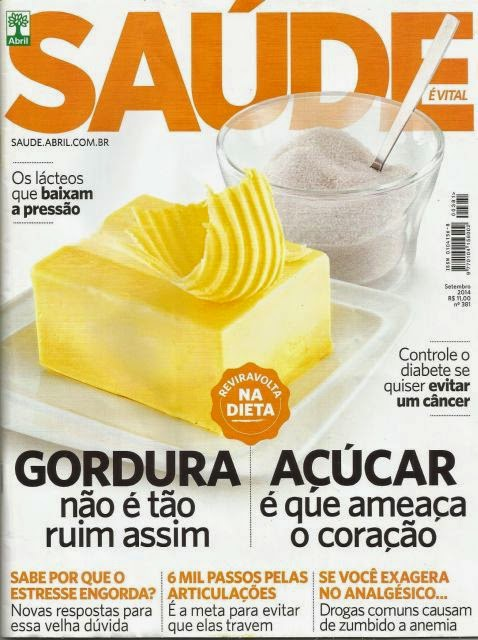 Abril
SAÚDE
É VITAL
SAUDE.ABRIL.COM.BR
Os lácteos
que baixam
a pressão
Setembro
2014
R$ 11,00
nº 381
Controle o
diabete se
quiser evitar
um câncer
REVIRAVOLTA
NA
DIETA
GORDURA
não é tão
ruim assim
AÇÚCAR
é que ameaça
o coração
SABE POR QUE O
ESTRESSE ENGORDA?
Novas respostas para
essa velha dúvida
6 MIL PASSOS PELAS
ARTICULAÇÕES
É a meta para evitar
que elas travem
SE VOCÊ EXAGERA
NO ANALGÉSICO...
Drogas comuns causam
de zumbido a anemia